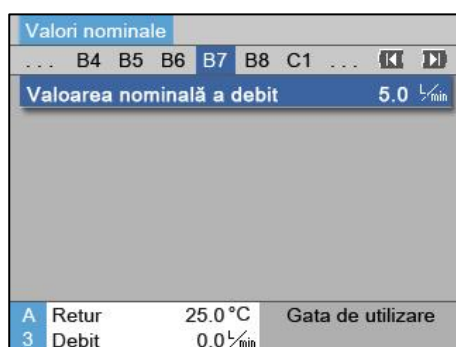 Valori nominale
... B4 B5 B6 B7 B8 C1 ...
Valoarea nominală a debit 5.0 L/min
A Retur 25.0 °C Gata de utilizare
3 Debit 0.0 L/min